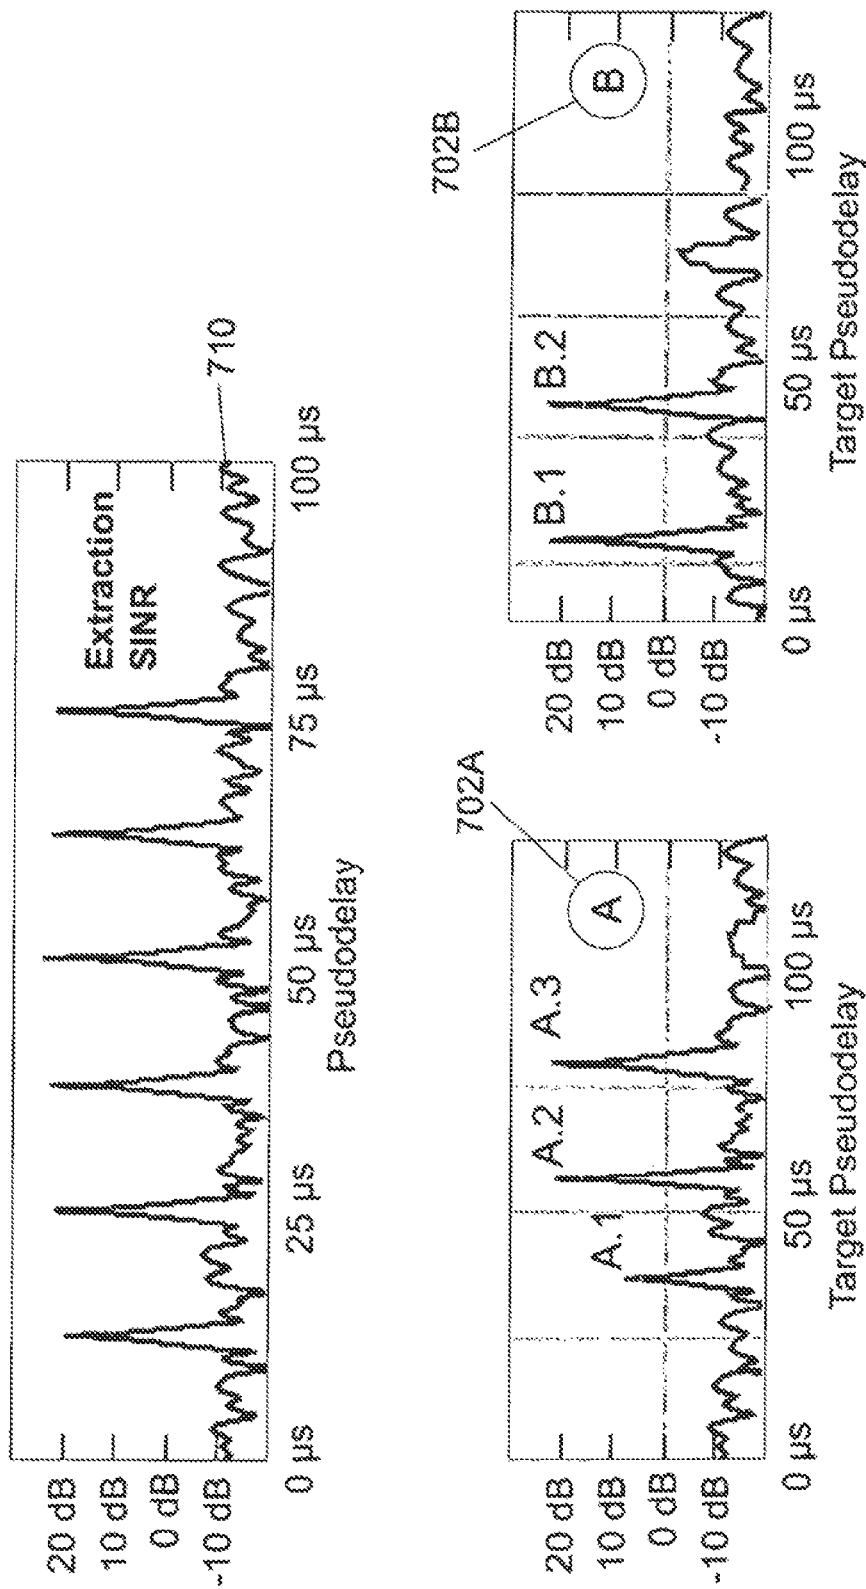 Extraction
SINR
710
20 dB
10 dB
0 dB
-10 dB
0 µs
25 µs
50 µs
75 µs
100 µs
Pseudodelay
702A
A
A.1
A.2
A.3
20 dB
10 dB
0 dB
-10 dB
0 µs
50 µs
100 µs
Target Pseudodelay
702B
B
B.1
B.2
20 dB
10 dB
0 dB
-10 dB
0 µs
50 µs
100 µs
Target Pseudodelay